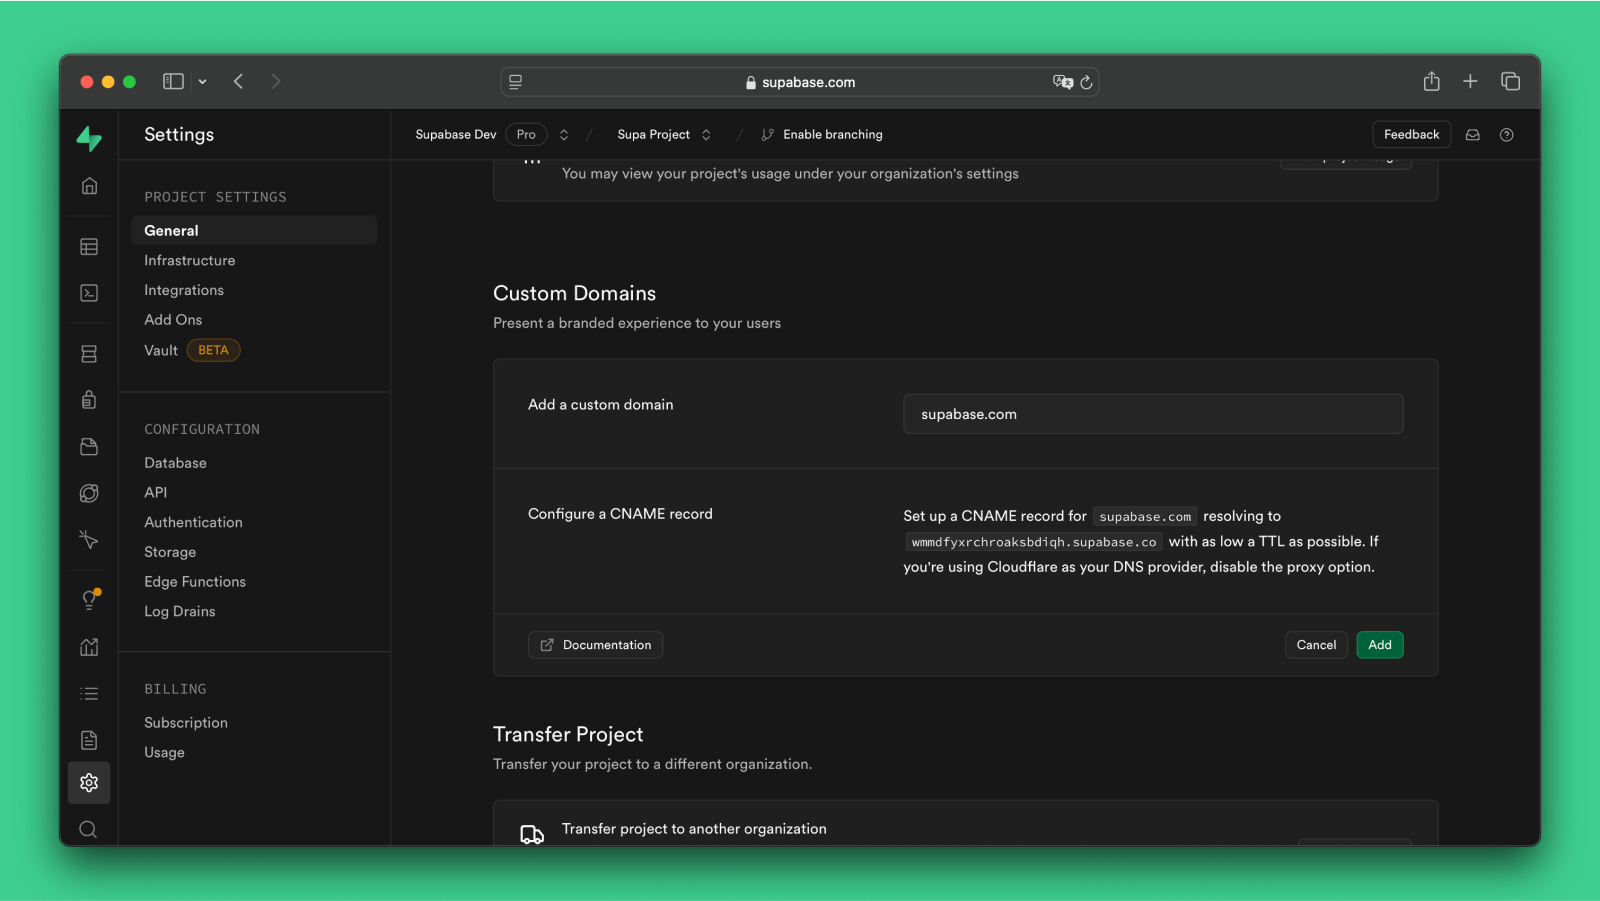 supabase.com
Settings
Supabase Dev Pro / Supa Project / Enable branching
Feedback
PROJECT SETTINGS
General
Infrastructure
Integrations
Add Ons
Vault BETA
CONFIGURATION
Database
API
Authentication
Storage
Edge Functions
Log Drains
BILLING
Subscription
Usage
You may view your project's usage under your organization's settings
Custom Domains
Present a branded experience to your users
Add a custom domain
supabase.com
Configure a CNAME record
Set up a CNAME record for supabase.com resolving to
wmmdfyxrchroaksbdiqh.supabase.co with as low a TTL as possible. If
you're using Cloudflare as your DNS provider, disable the proxy option.
Documentation
Cancel
Add
Transfer Project
Transfer your project to a different organization.
Transfer project to another organization